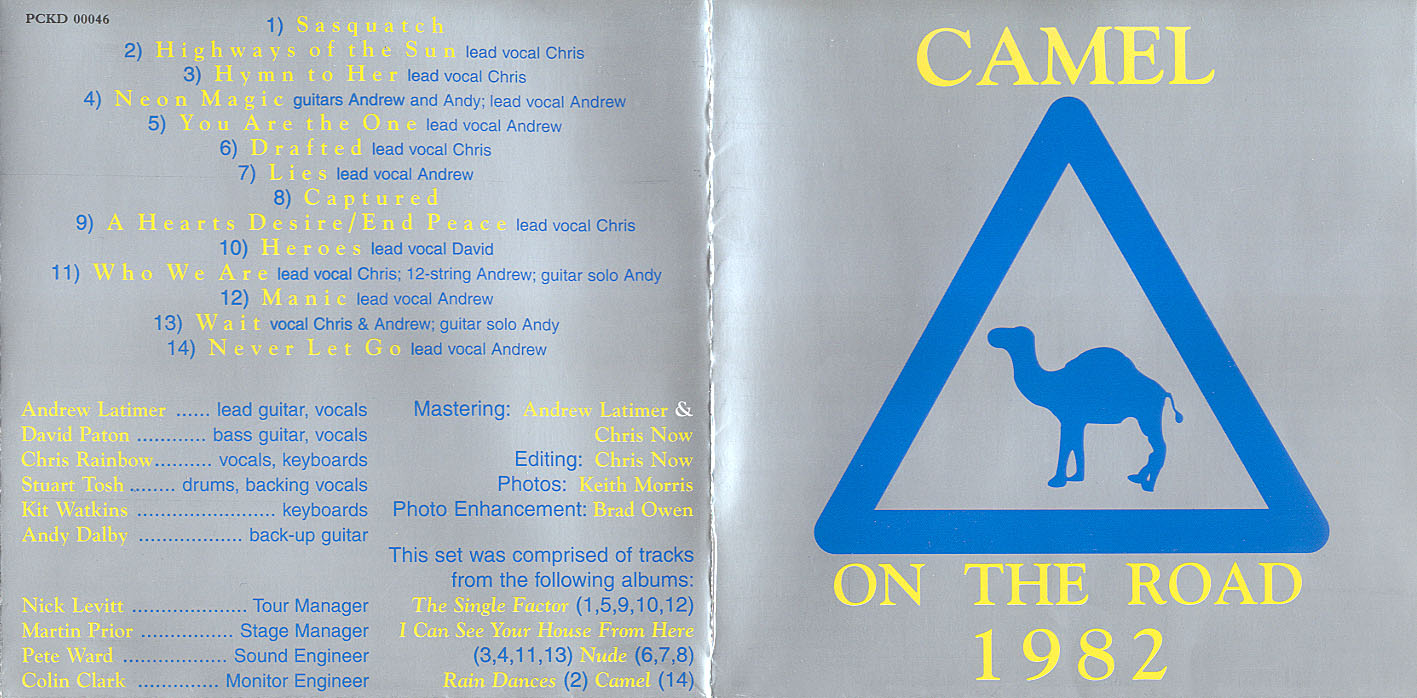 PCKD 00046
1) Sasquatch
2) Highways of the Sun lead vocal Chris
3) Hymn to Her lead vocal Chris
4) Neon Magic guitars Andrew and Andy; lead vocal Andrew
5) You Are the One lead vocal Andrew
6) Drafted lead vocal Chris
7) Lies lead vocal Andrew
8) Captured
9) A Hearts Desire/End Peace lead vocal Chris
10) Heroes lead vocal David
11) Who We Are lead vocal Chris; 12-string Andrew; guitar solo Andy
12) Manic lead vocal Andrew
13) Wait vocal Chris & Andrew; guitar solo Andy
14) Never Let Go lead vocal Andrew
Andrew Latimer ...... lead guitar, vocals
David Paton ............ bass guitar, vocals
Chris Rainbow.......... vocals, keyboards
Stuart Tosh ........ drums, backing vocals
Kit Watkins ........................ keyboards
Andy Dalby .................. back-up guitar
Nick Levitt .................... Tour Manager
Martin Prior ................ Stage Manager
Pete Ward .................. Sound Engineer
Colin Clark .............. Monitor Engineer
Mastering: Andrew Latimer &
Chris Now
Editing: Chris Now
Photos: Keith Morris
Photo Enhancement: Brad Owen
This set was comprised of tracks
from the following albums:
The Single Factor (1,5,9,10,12)
I Can See Your House From Here
(3,4,11,13) Nude (6,7,8)
Rain Dances (2) Camel (14)
CAMEL
ON THE ROAD
1982